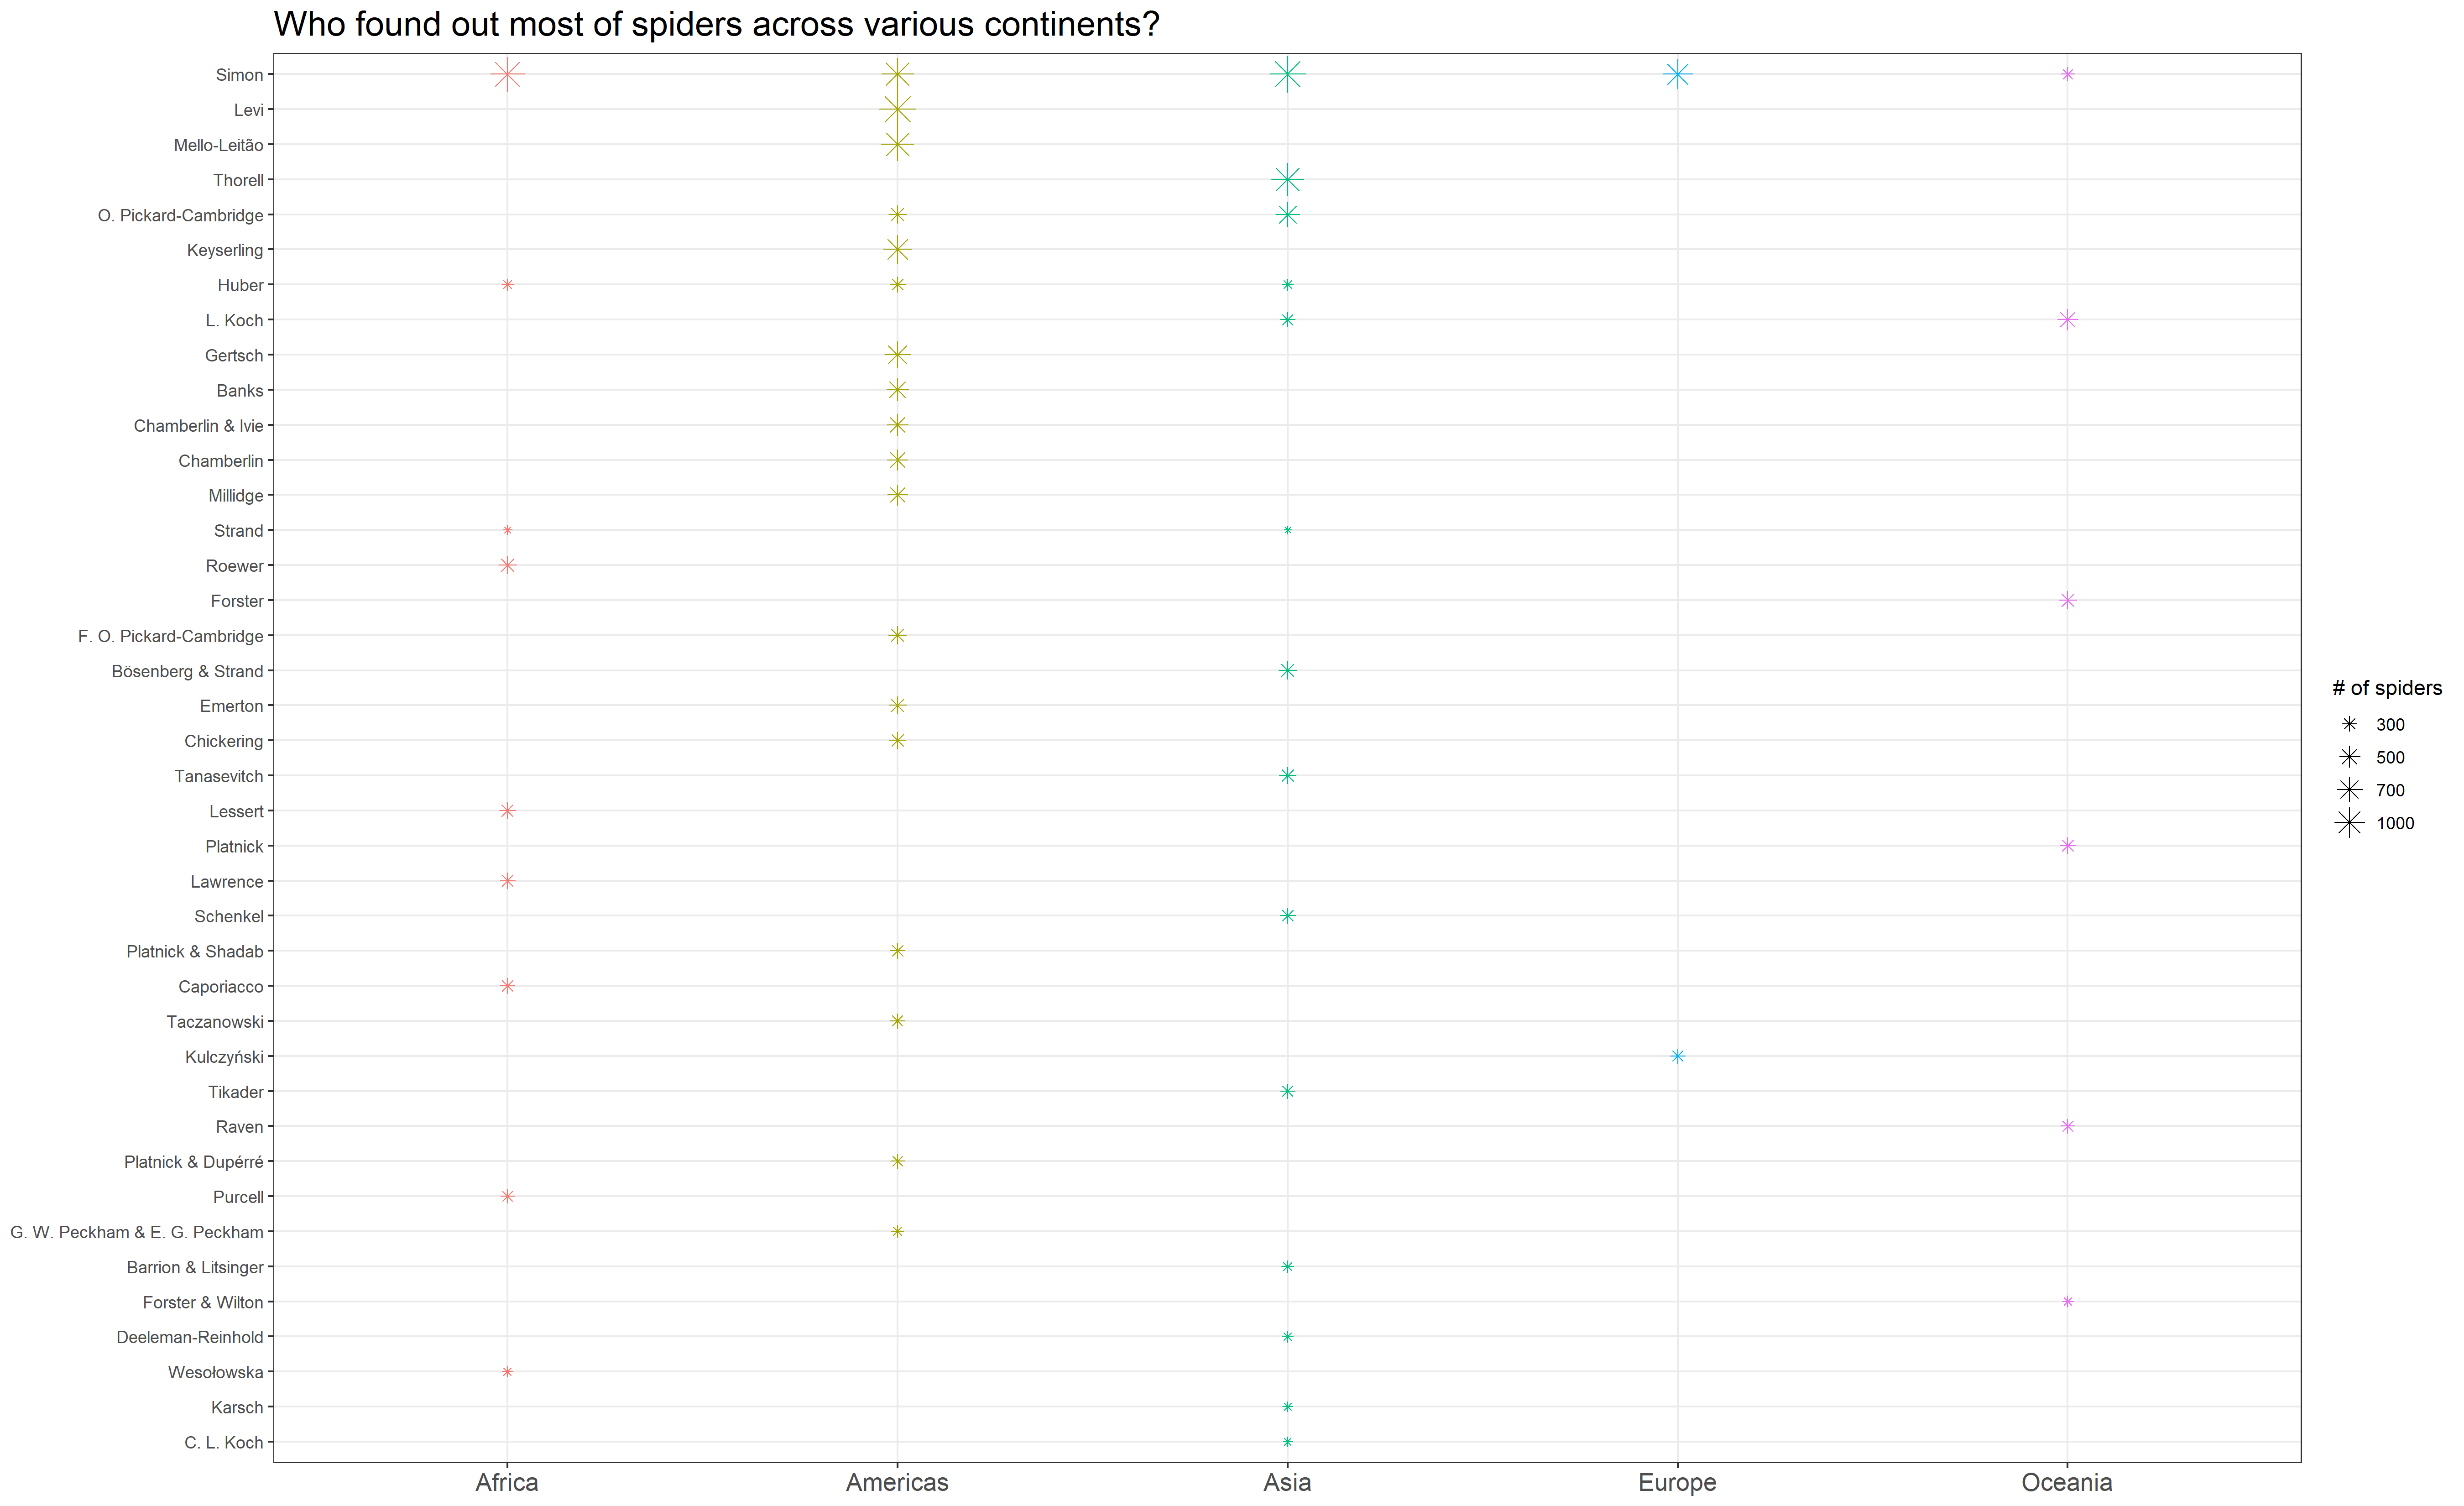 Who found out most of spiders across various continents?
Simon
Levi
Mello-Leitão
Thorell
O. Pickard-Cambridge
Keyserling
Huber
L. Koch
Gertsch
Banks
Chamberlin & Ivie
Chamberlin
Millidge
Strand
Roewer
Forster
F. O. Pickard-Cambridge
Bösenberg & Strand
Emerton
Chickering
Tanasevitch
Lessert
Platnick
Lawrence
Schenkel
Platnick & Shadab
Caporiacco
Taczanowski
Kulczyński
Tikader
Raven
Platnick & Dupérré
Purcell
G. W. Peckham & E. G. Peckham
Barrion & Litsinger
Forster & Wilton
Deeleman-Reinhold
Wesołowska
Karsch
C. L. Koch
Africa Americas Asia Europe Oceania
# of spiders
300
500
700
1000